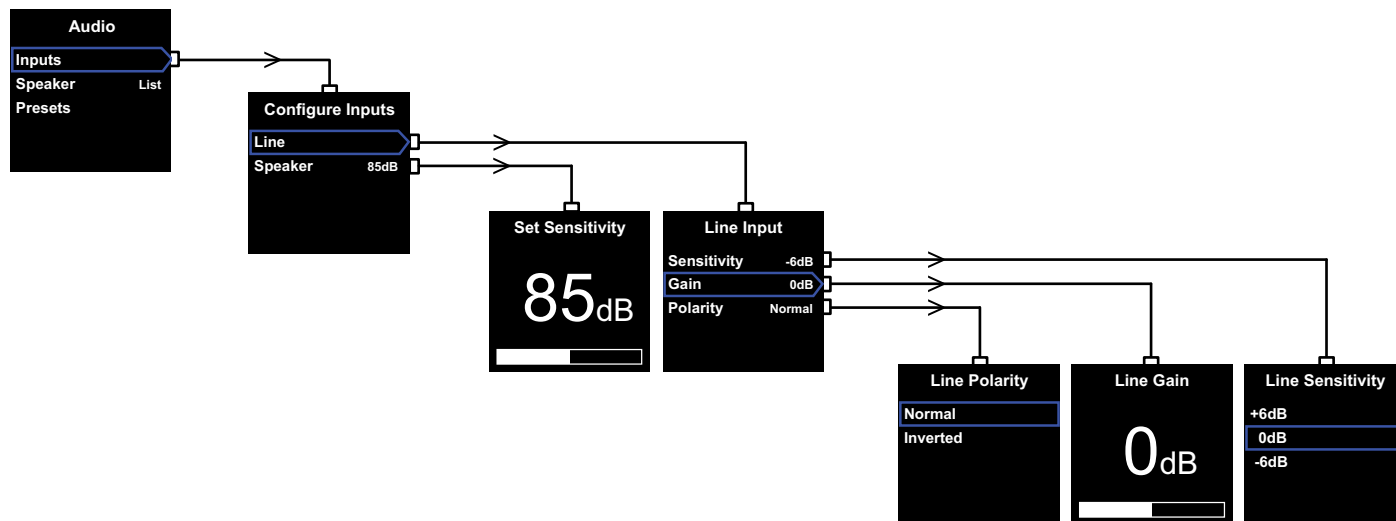 Audio
Inputs
Speaker List
Presets
Configure Inputs
Line
Speaker 85dB
Set Sensitivity
85dB
Line Input
Sensitivity -6dB
Gain 0dB
Polarity Normal
Line Polarity
Normal
Inverted
Line Gain
0dB
Line Sensitivity
+6dB
0dB
-6dB